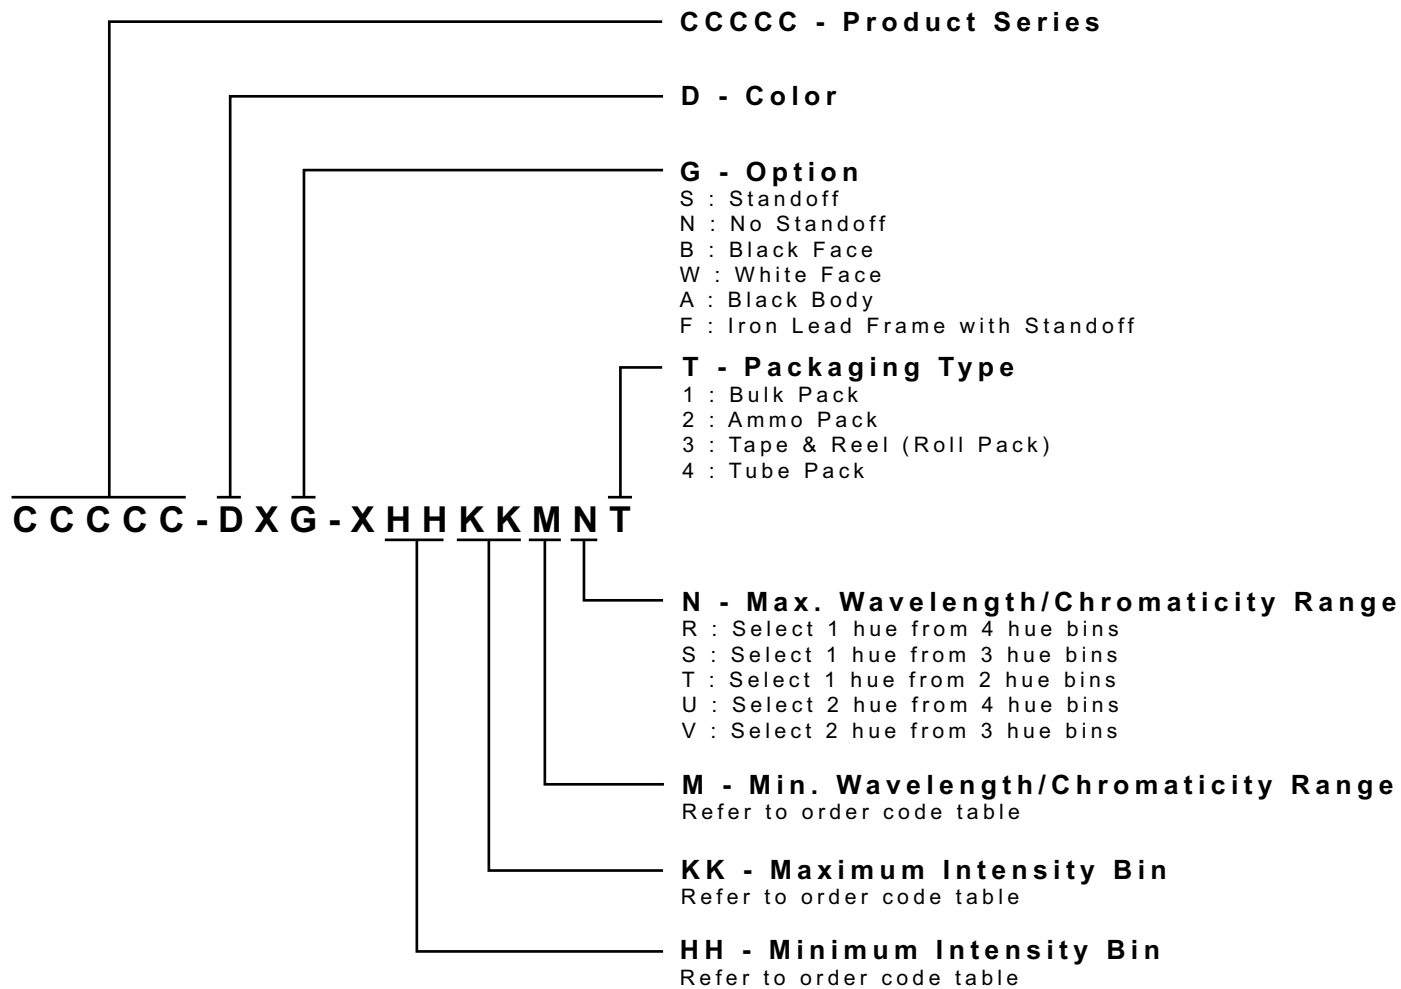 CCCCC - Product Series
D - Color
G - Option
S : Standoff
N : No Standoff
B : Black Face
W : White Face
A : Black Body
F : Iron Lead Frame with Standoff
T - Packaging Type
1 : Bulk Pack
2 : Ammo Pack
3 : Tape & Reel (Roll Pack)
4 : Tube Pack
CCCCC-DXG-XHHKKMNT
N - Max. Wavelength/Chromaticity Range
R : Select 1 hue from 4 hue bins
S : Select 1 hue from 3 hue bins
T : Select 1 hue from 2 hue bins
U : Select 2 hue from 4 hue bins
V : Select 2 hue from 3 hue bins
M - Min. Wavelength/Chromaticity Range
Refer to order code table
KK - Maximum Intensity Bin
Refer to order code table
HH - Minimum Intensity Bin
Refer to order code table